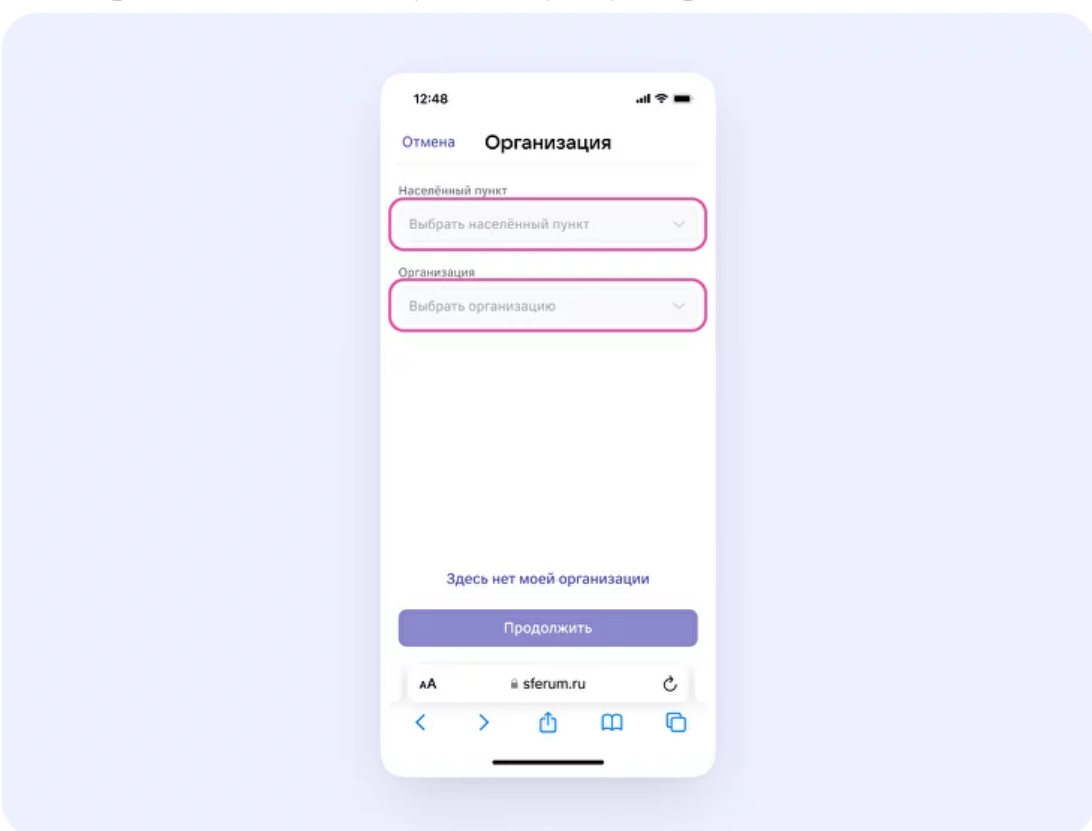 12:48
Отмена Организация
Населённый пункт
Выбрать населённый пункт
Организация
Выбрать организацию
Здесь нет моей организации
Продолжить
AA sferum.ru